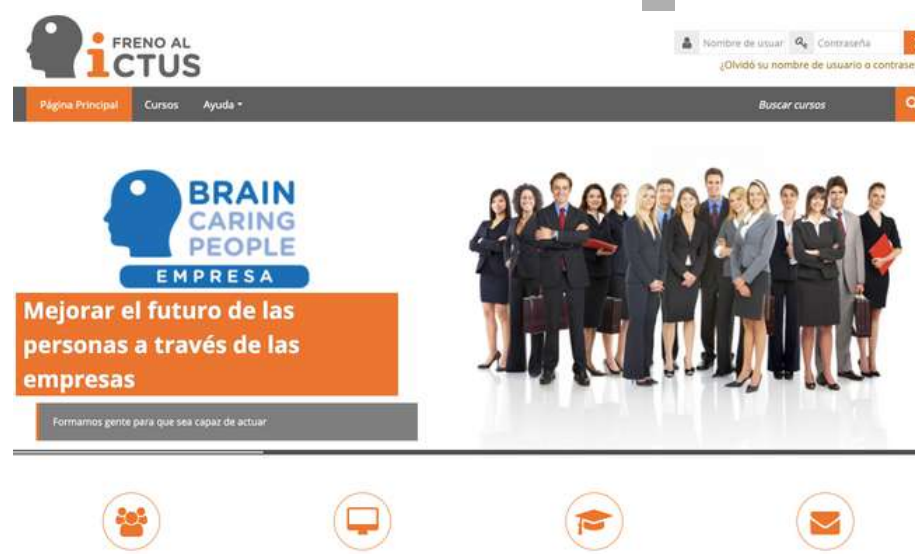 FRENO AL
iCTUS
Nombre de usuar
Contraseña
¿Olvidó su nombre de usuario o contrase
Página Principal
Cursos
Ayuda
Buscar cursos
BRAIN
CARING
PEOPLE
EMPRESA
Mejorar el futuro de las
personas a través de las
empresas
Formamos gente para que sea capaz de actuar